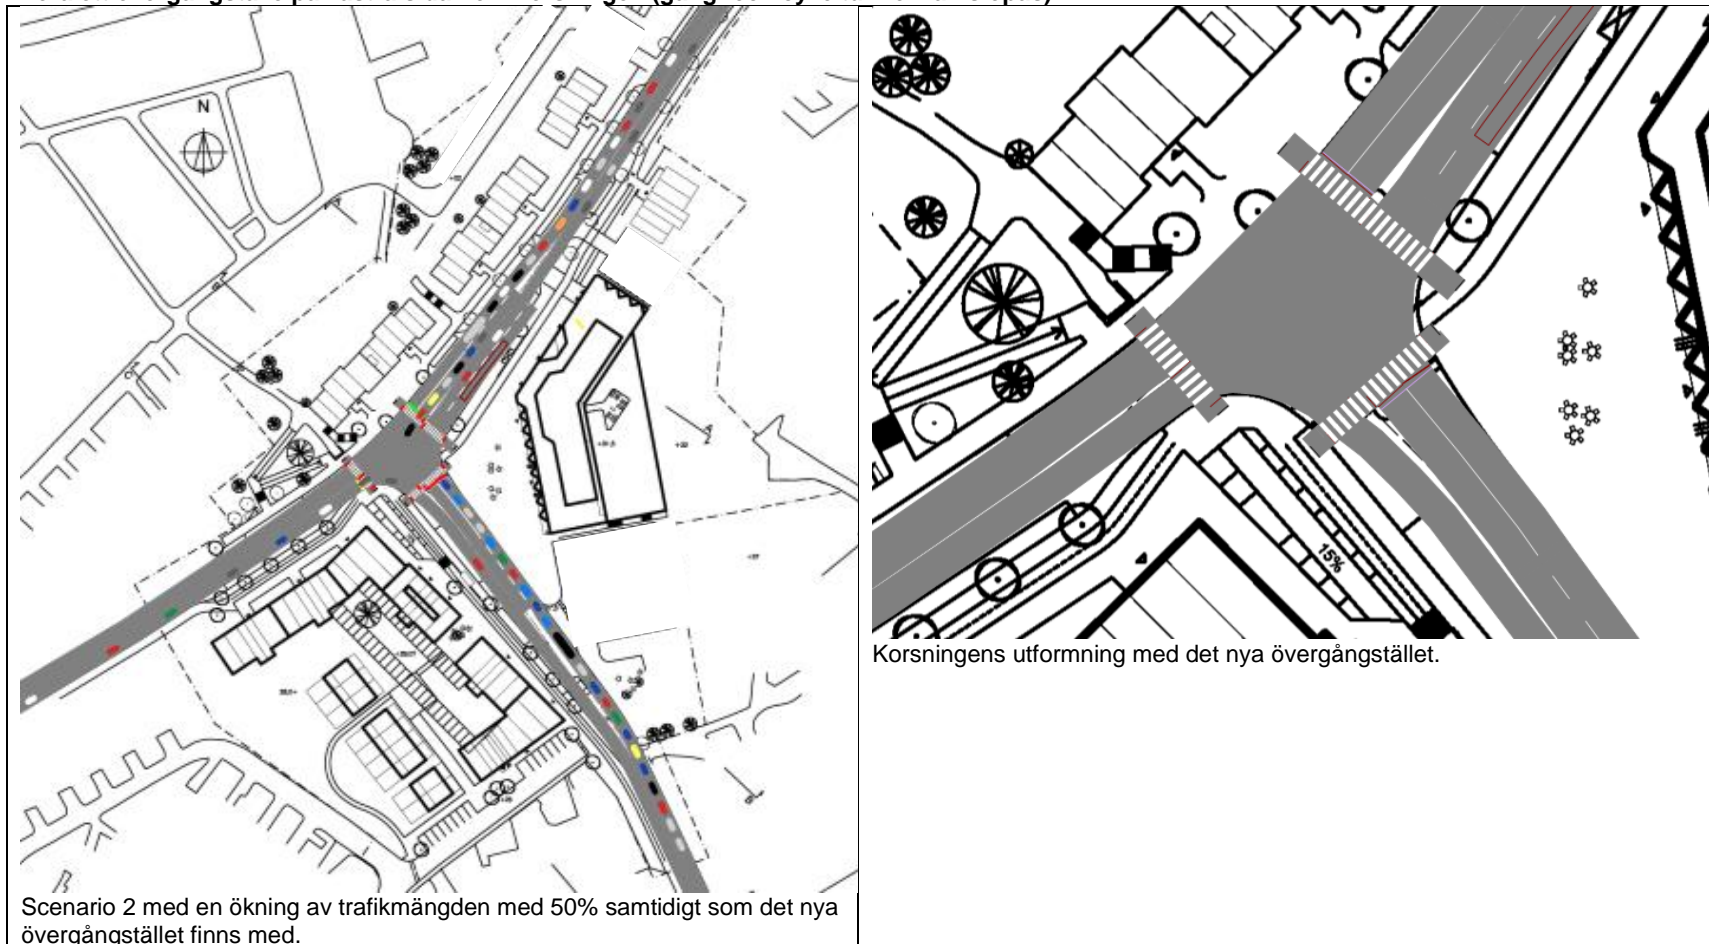 N
15%
Korsningens utformning med det nya övergångstället.
Scenario 2 med en ökning av trafikmängden med 50% samtidigt som det nya
övergångstället finns med.